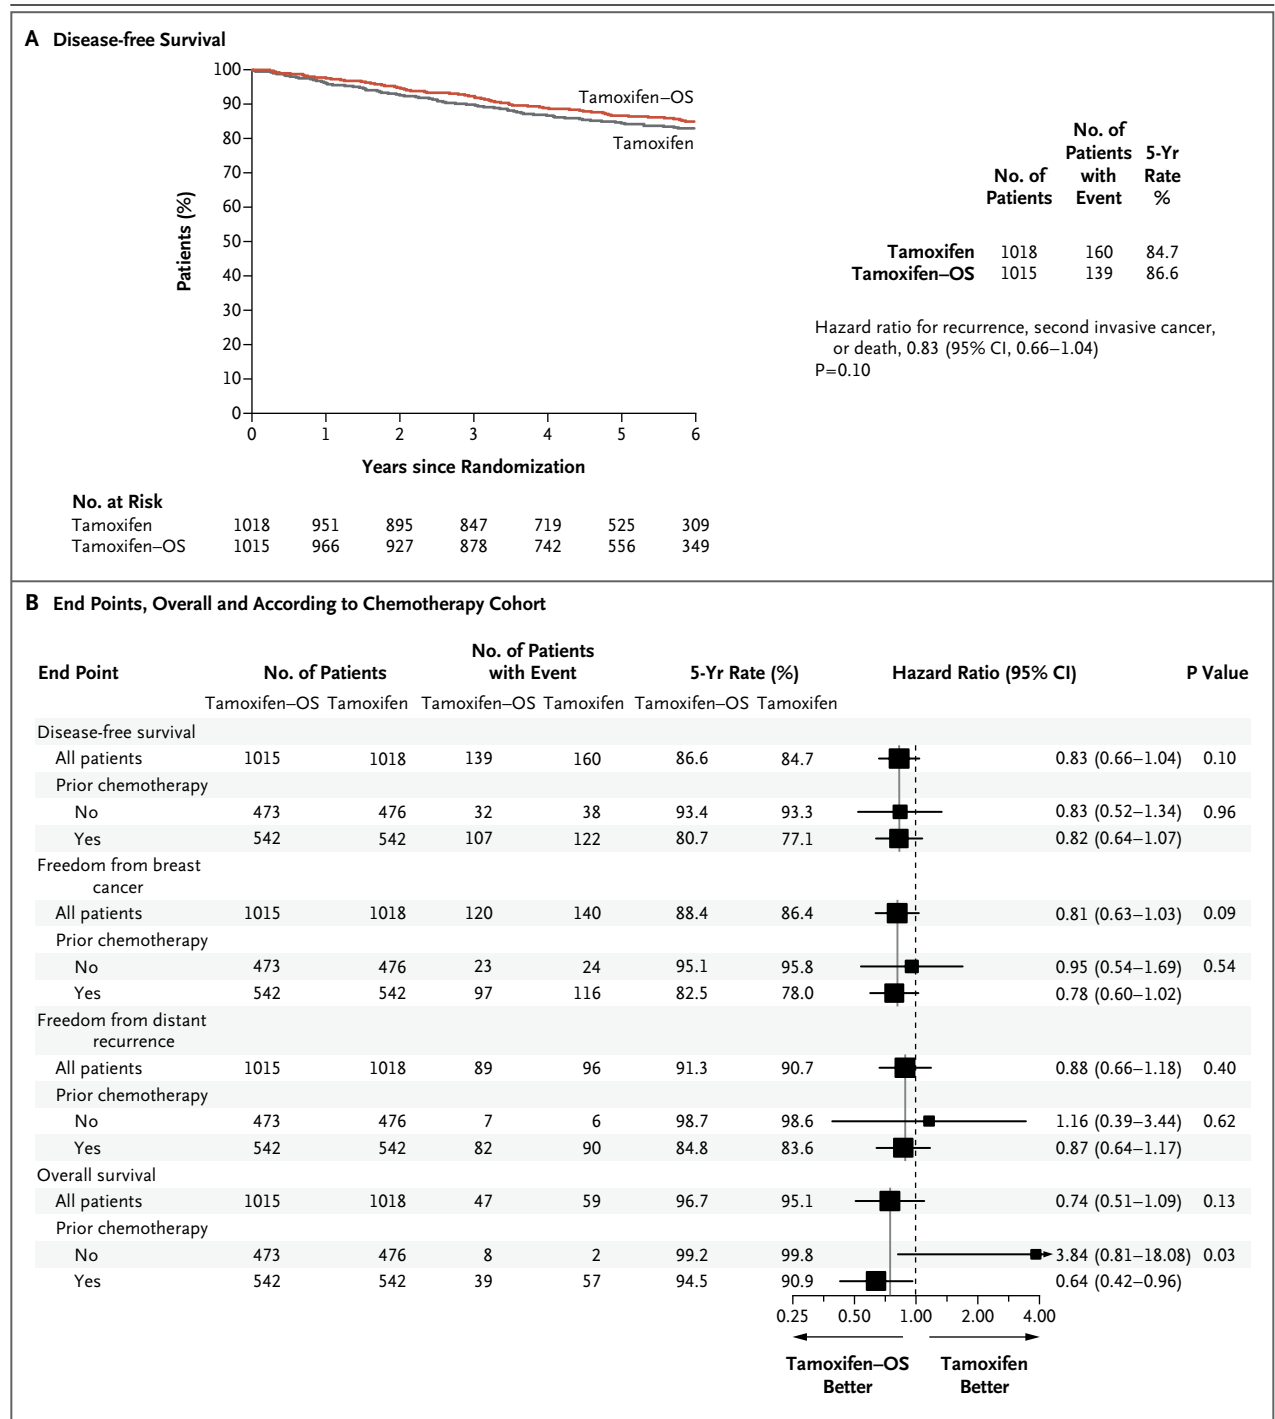 A Disease-free Survival
100
90
80
70
60
50
40
30
20
10
0
Patients (%)
Tamoxifen–OS
Tamoxifen
0 1 2 3 4 5 6
Years since Randomization
No. of Patients
No. of Patients with Event
5-Yr Rate %
Tamoxifen 1018 160 84.7
Tamoxifen–OS 1015 139 86.6
Hazard ratio for recurrence, second invasive cancer,
or death, 0.83 (95% CI, 0.66–1.04)
P=0.10
No. at Risk
Tamoxifen 1018 951 895 847 719 525 309
Tamoxifen–OS 1015 966 927 878 742 556 349
B End Points, Overall and According to Chemotherapy Cohort
End Point No. of Patients No. of Patients with Event 5-Yr Rate (%) Hazard Ratio (95% CI) P Value
Tamoxifen–OS Tamoxifen Tamoxifen–OS Tamoxifen Tamoxifen–OS Tamoxifen
Disease-free survival
All patients 1015 1018 139 160 86.6 84.7 0.83 (0.66–1.04) 0.10
Prior chemotherapy
No 473 476 32 38 93.4 93.3 0.83 (0.52–1.34) 0.96
Yes 542 542 107 122 80.7 77.1 0.82 (0.64–1.07)
Freedom from breast
cancer
All patients 1015 1018 120 140 88.4 86.4 0.81 (0.63–1.03) 0.09
Prior chemotherapy
No 473 476 23 24 95.1 95.8 0.95 (0.54–1.69) 0.54
Yes 542 542 97 116 82.5 78.0 0.78 (0.60–1.02)
Freedom from distant
recurrence
All patients 1015 1018 89 96 91.3 90.7 0.88 (0.66–1.18) 0.40
Prior chemotherapy
No 473 476 7 6 98.7 98.6 1.16 (0.39–3.44) 0.62
Yes 542 542 82 90 84.8 83.6 0.87 (0.64–1.17)
Overall survival
All patients 1015 1018 47 59 96.7 95.1 0.74 (0.51–1.09) 0.13
Prior chemotherapy
No 473 476 8 2 99.2 99.8 3.84 (0.81–18.08) 0.03
Yes 542 542 39 57 94.5 90.9 0.64 (0.42–0.96)
0.25 0.50 1.00 2.00 4.00
Tamoxifen–OS Better
Tamoxifen Better